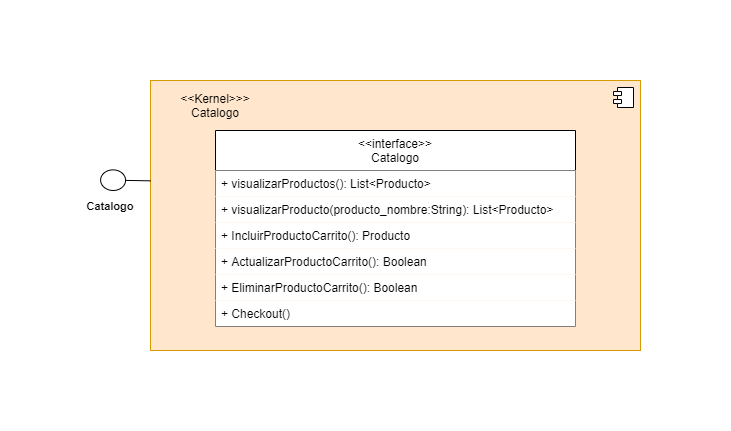 <<Kernel>>>
Catalogo
<<interface>>
Catalogo
+ visualizarProductos(): List<Producto>
+ visualizarProducto(producto_nombre:String): List<Producto>
+ IncluirProductoCarrito(): Producto
+ ActualizarProductoCarrito(): Boolean
+ EliminarProductoCarrito(): Boolean
+ Checkout()
Catalogo